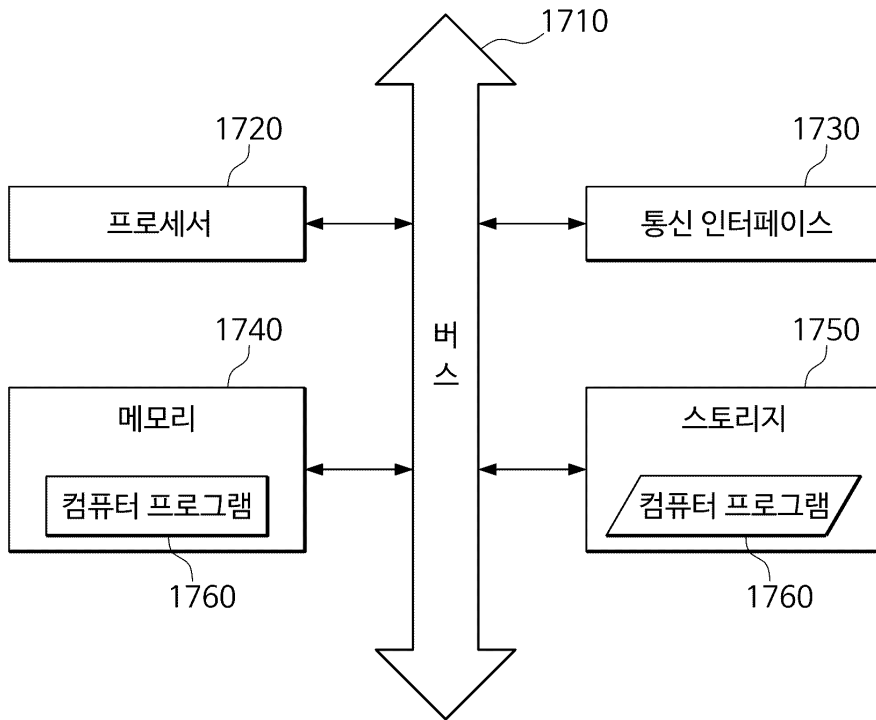 1710
1720
프로세서
1730
통신 인터페이스
버스
1740
메모리
컴퓨터 프로그램
1760
1750
스토리지
컴퓨터 프로그램
1760